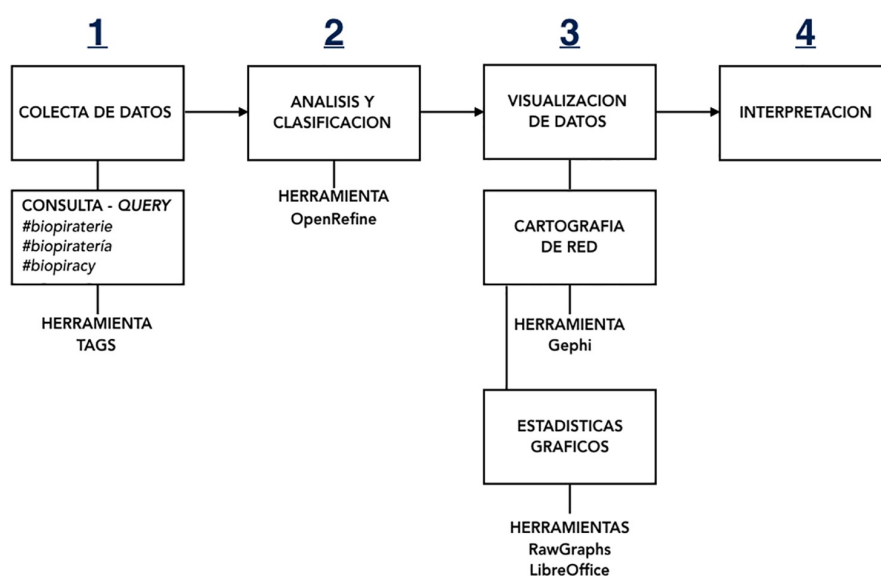 1
2
3
4
COLECTA DE DATOS
ANALISIS Y
CLASIFICACION
VISUALIZACION
DE DATOS
INTERPRETACION
CONSULTA - QUERY
#biopiraterie
#biopiratería
#biopiracy
HERRAMIENTA
TAGS
HERRAMIENTA
OpenRefine
CARTOGRAFIA
DE RED
HERRAMIENTA
Gephi
ESTADISTICAS
GRAFICOS
HERRAMIENTAS
RawGraphs
LibreOffice